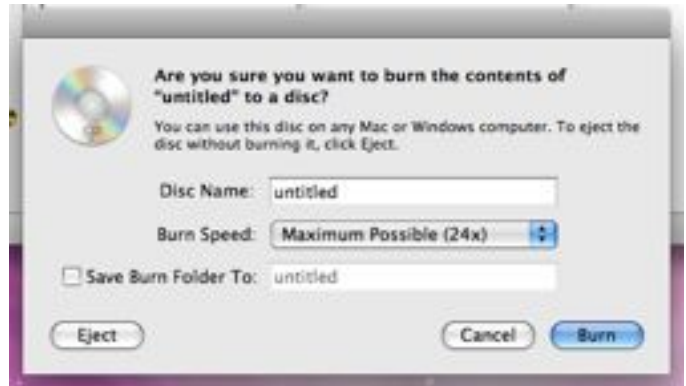 Are you sure you want to burn the contents of
"untitled" to a disc?
You can use this disc on any Mac or Windows computer. To eject the
disc without burning it, click Eject.
Disc Name: untitled
Burn Speed: Maximum Possible (24x)
Save Burn Folder To: untitled
Eject Cancel Burn